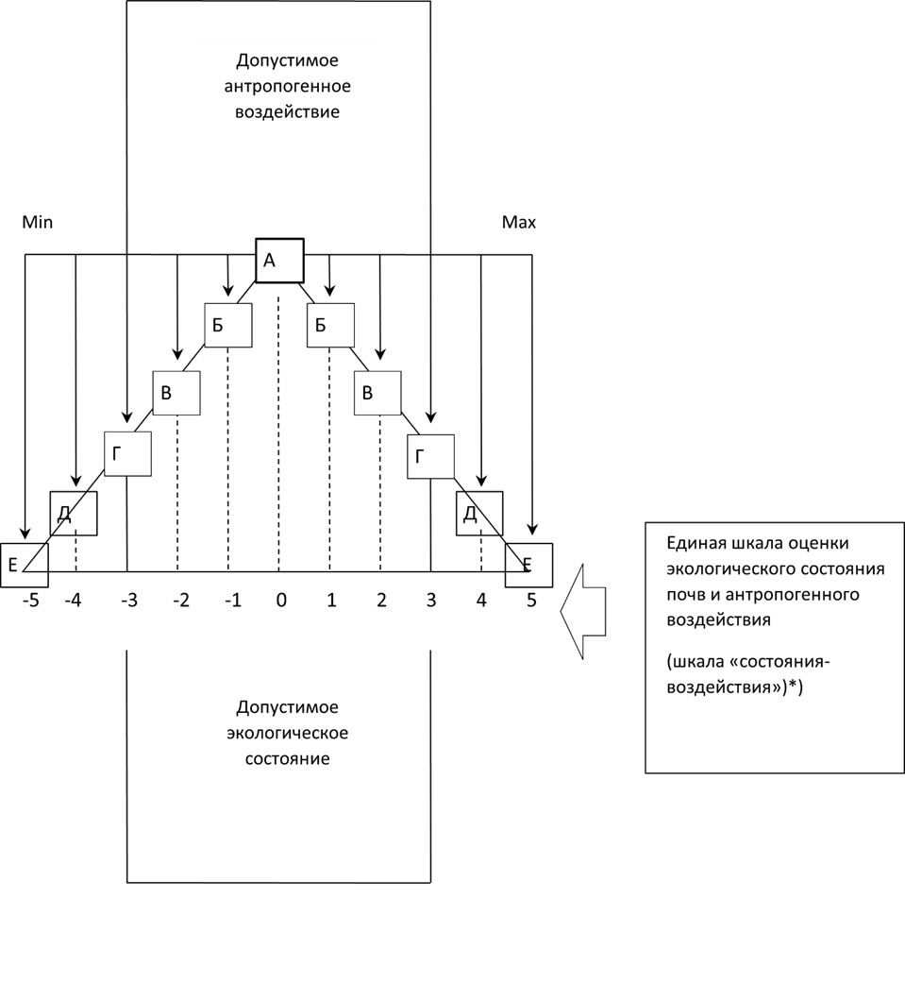 Допустимое
антропогенное
воздействие
Min
Max
А
Б
Б
В
В
Г
Г
Д
Д
Е
Е
-5 -4 -3 -2 -1 0 1 2 3 4 5
Единая шкала оценки
экологического состояния
почв и антропогенного
воздействия
(шкала «состояния-
воздействия»)*)
Допустимое
экологическое
состояние